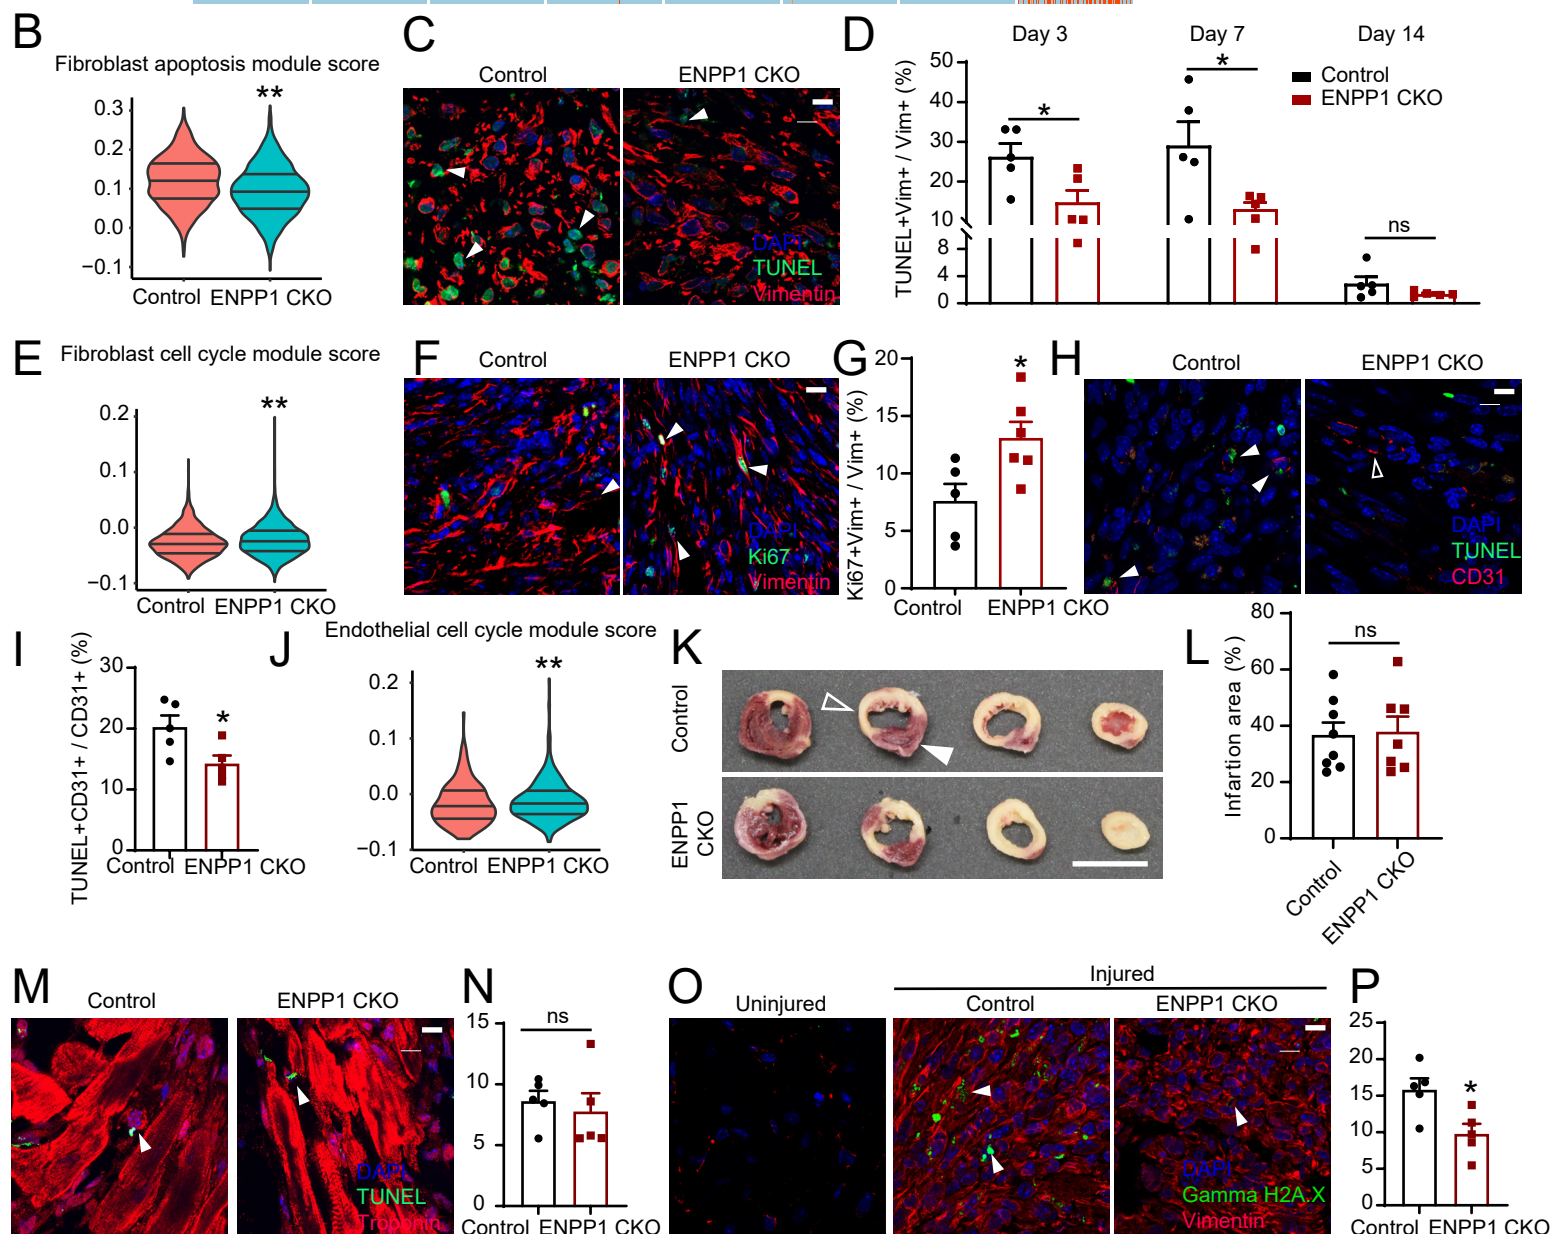 B
Fibroblast apoptosis module score
**
0.3
0.2
0.1
0.0
−0.1
Control ENPP1 CKO
C
Control ENPP1 CKO
DAPI
TUNEL
Vimentin
D
Day 3 Day 7 Day 14
TUNEL+Vim+ / Vim+ (%)
50
40
30
20
10
8
4
0
*
*
ns
Control
ENPP1 CKO
E
Fibroblast cell cycle module score
**
0.2
0.1
0.0
−0.1
Control ENPP1 CKO
F
Control ENPP1 CKO
DAPI
Ki67
Vimentin
G
Ki67+Vim+ / Vim+ (%)
20
15
10
5
0
*
Control ENPP1 CKO
H
Control ENPP1 CKO
DAPI
TUNEL
CD31
I
TUNEL+CD31+ / CD31+ (%)
30
20
10
0
*
Control ENPP1 CKO
J
Endothelial cell cycle module score
**
0.2
0.1
0.0
−0.1
Control ENPP1 CKO
K
Control
ENPP1
CKO
L
Infartion area (%)
80
60
40
20
0
ns
Control
ENPP1 CKO
M
Control ENPP1 CKO
DAPI
TUNEL
Troponin
N
15
10
5
0
ns
Control ENPP1 CKO
O
Injured
Uninjured Control ENPP1 CKO
DAPI
Gamma H2A.X
Vimentin
P
25
20
15
10
5
0
*
Control ENPP1 CKO